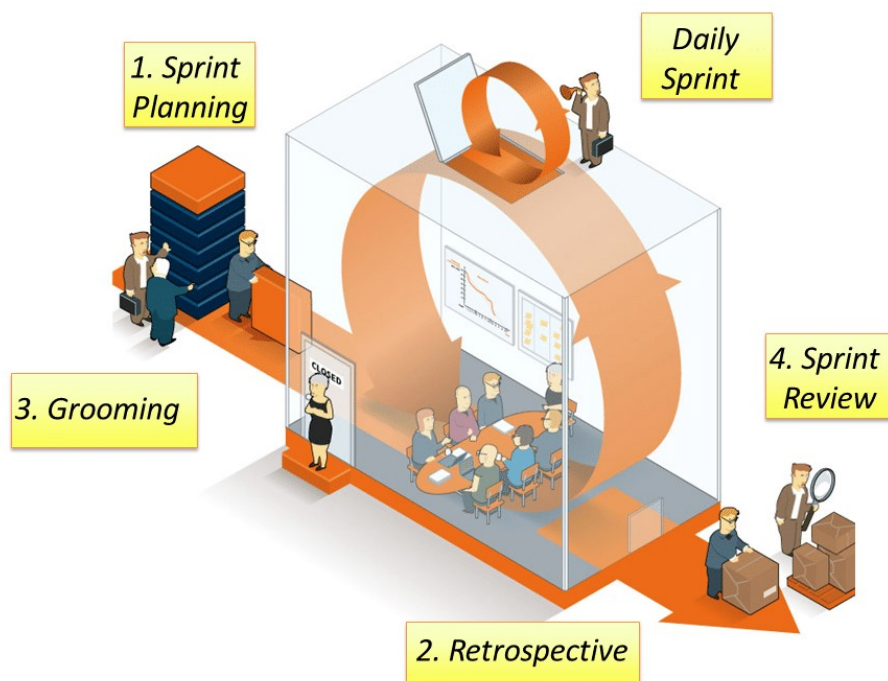 1. Sprint
Planning
Daily
Sprint
CLOSED
3. Grooming
4. Sprint
Review
2. Retrospective